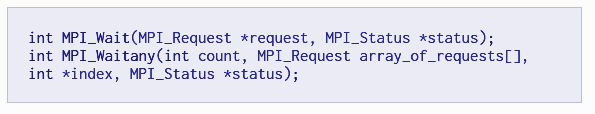 int MPI_Wait(MPI_Request *request, MPI_Status *status);
int MPI_Waitany(int count, MPI_Request array_of_requests[],
int *index, MPI_Status *status);